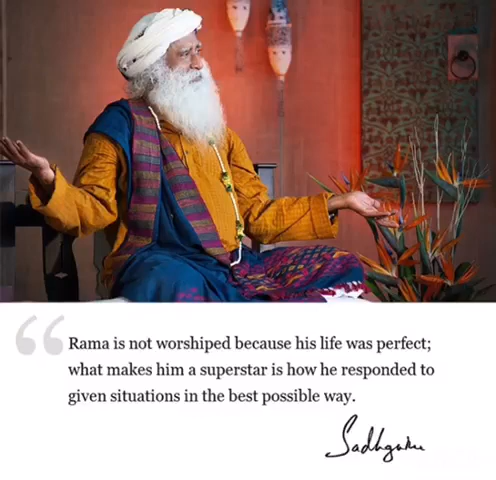 “
Rama is not worshiped because his life was perfect;
what makes him a superstar is how he responded to
given situations in the best possible way.
Sadhguru